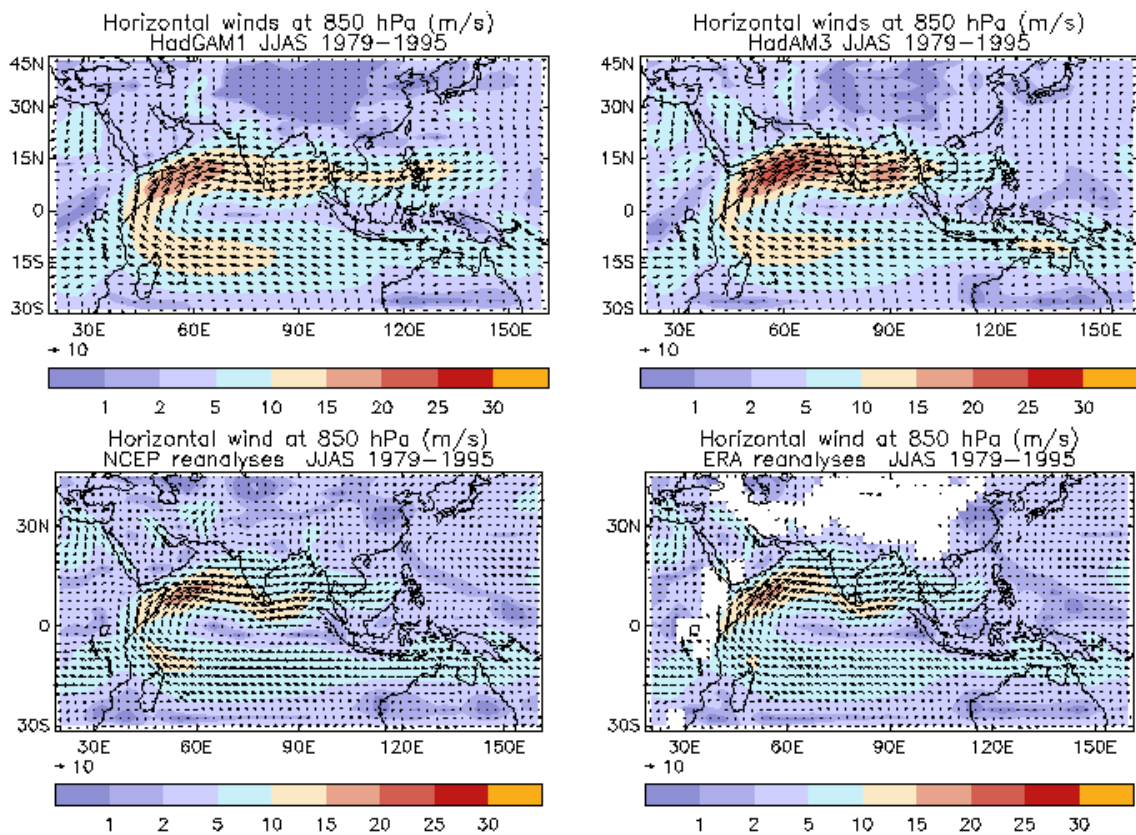 Horizontal winds at 850 hPa (m/s)
HadGAM1 JJAS 1979-1995
45N
30N
15N
0
15S
30S
30E 60E 90E 120E 150E
→ 10
1 2 5 10 15 20 25 30
Horizontal winds at 850 hPa (m/s)
HadAM3 JJAS 1979-1995
45N
30N
15N
0
15S
30S
30E 60E 90E 120E 150E
→ 10
1 2 5 10 15 20 25 30
Horizontal wind at 850 hPa (m/s)
NCEP reanalyses JJAS 1979-1995
30N
0
30S
30E 60E 90E 120E 150E
→ 10
1 2 5 10 15 20 25 30
Horizontal wind at 850 hPa (m/s)
ERA reanalyses JJAS 1979-1995
30N
0
30S
30E 60E 90E 120E 150E
→ 10
1 2 5 10 15 20 25 30